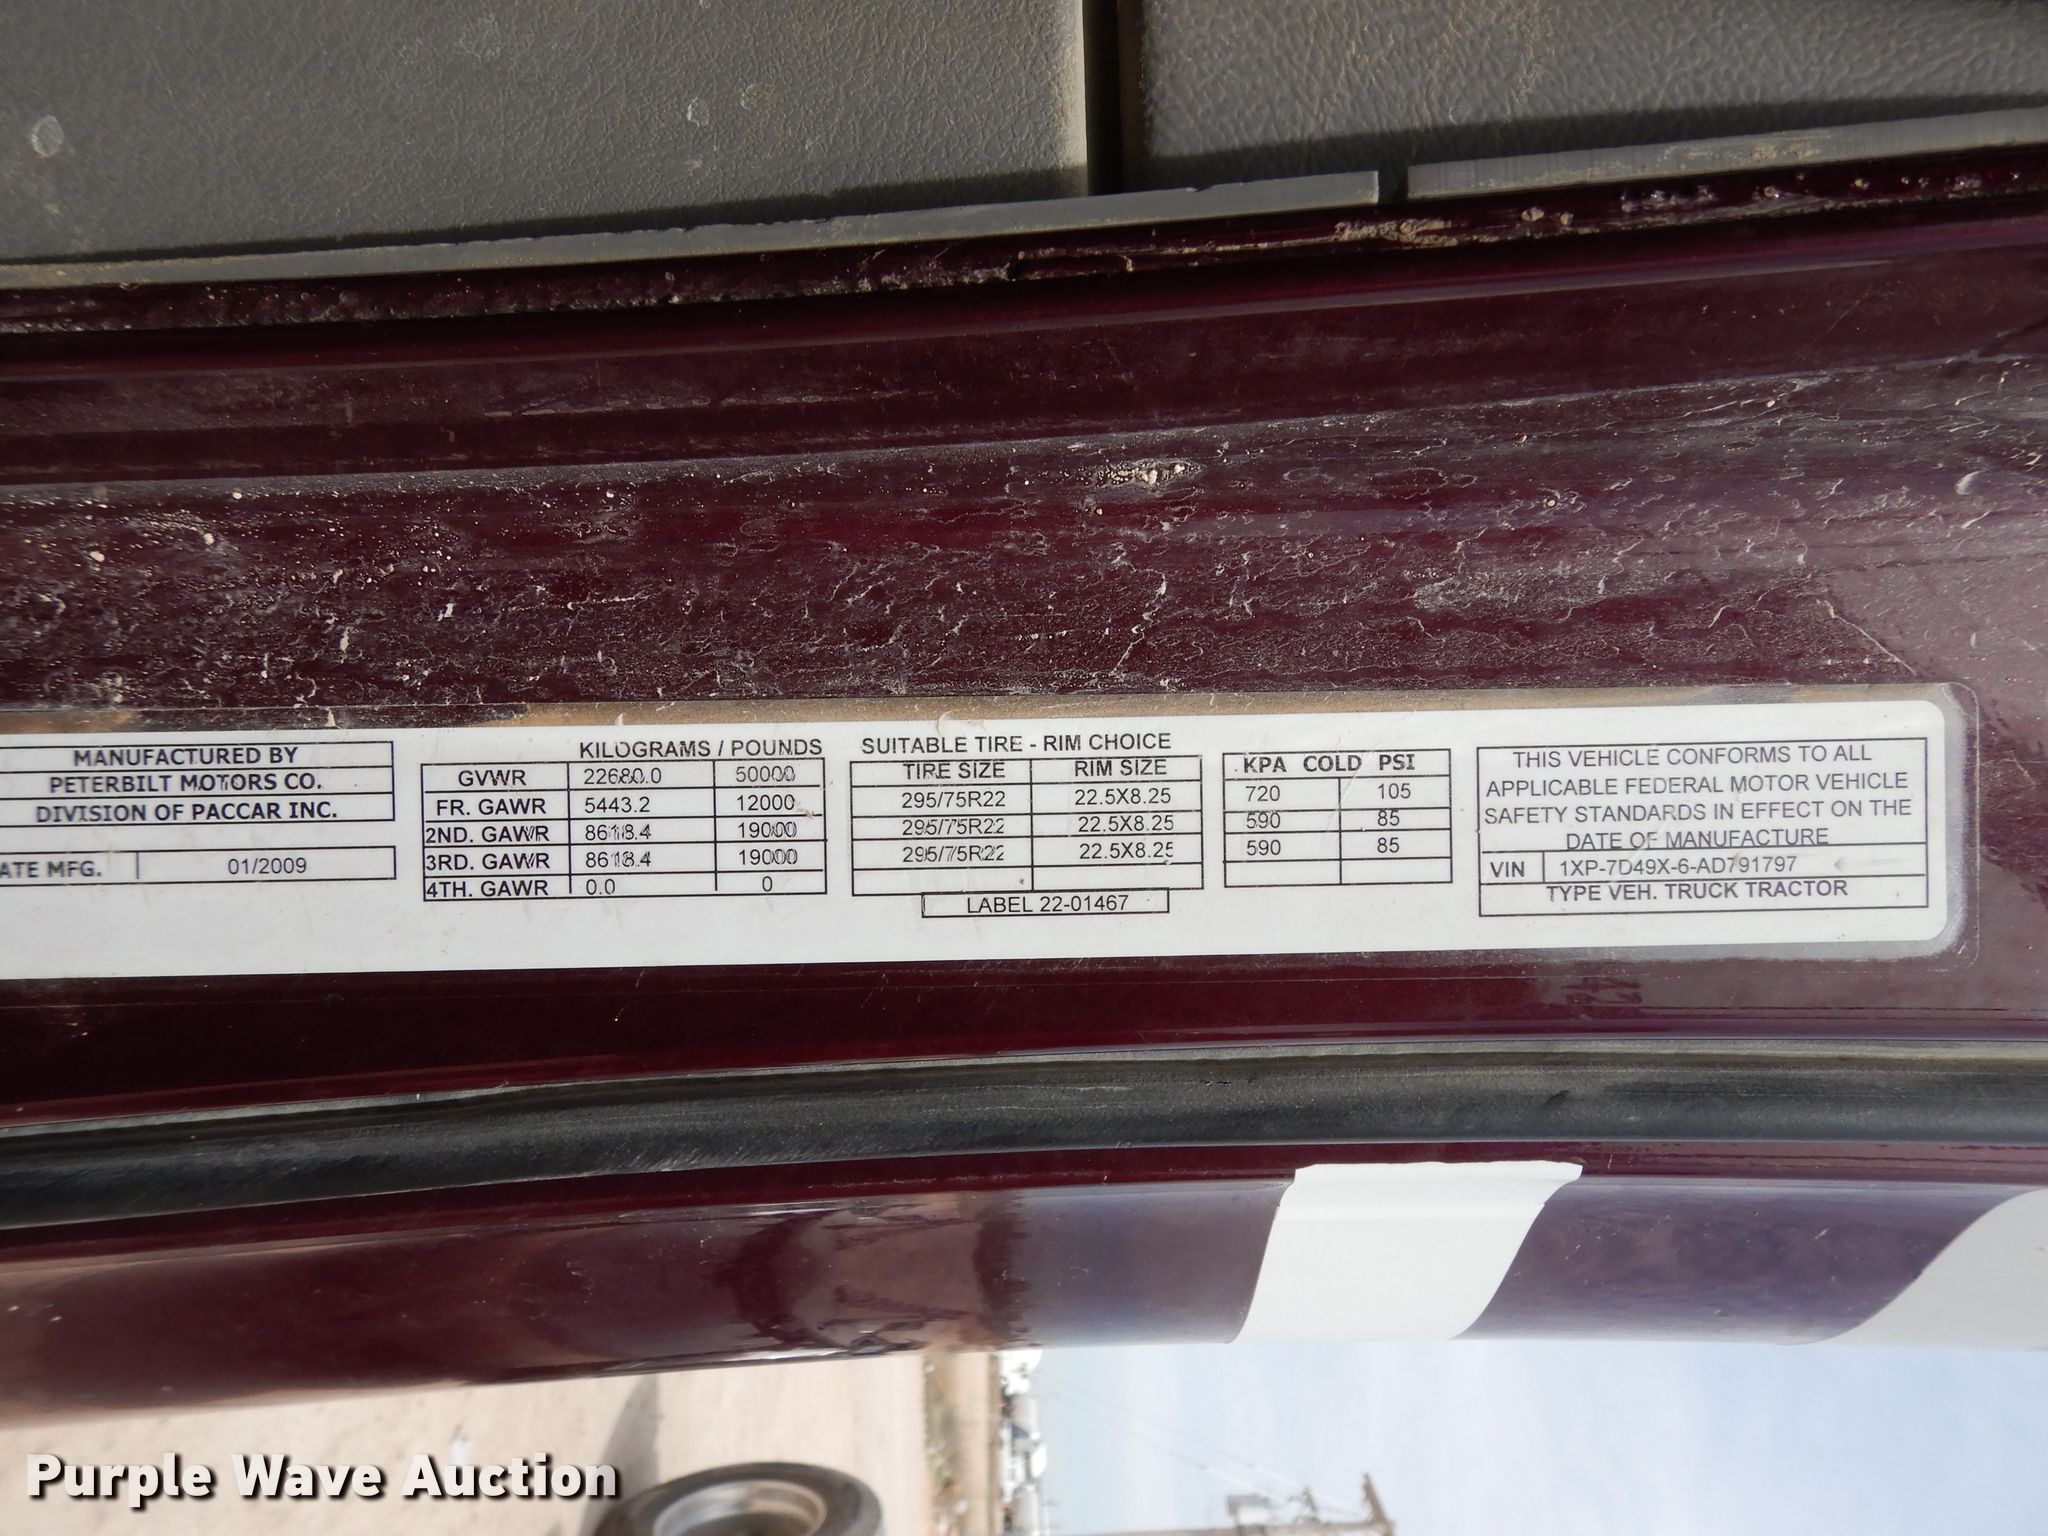 MANUFACTURED BY
PETERBILT MOTORS CO.
DIVISION OF PACCAR INC.
ATE MFG. 01/2009
KILOGRAMS / POUNDS
GVWR 22680.0 50000
FR. GAWR 5443.2 12000
2ND. GAWR 8618.4 19000
3RD. GAWR 8618.4 19000
4TH. GAWR 0.0 0
SUITABLE TIRE - RIM CHOICE
TIRE SIZE RIM SIZE
295/75R22 22.5X8.25
295/75R22 22.5X8.25
295/75R22 22.5X8.25
LABEL 22-01467
KPA COLD PSI
720 105
590 85
590 85
THIS VEHICLE CONFORMS TO ALL
APPLICABLE FEDERAL MOTOR VEHICLE
SAFETY STANDARDS IN EFFECT ON THE
DATE OF MANUFACTURE
VIN 1XP-7D49X-6-AD791797
TYPE VEH. TRUCK TRACTOR
Purple Wave Auction